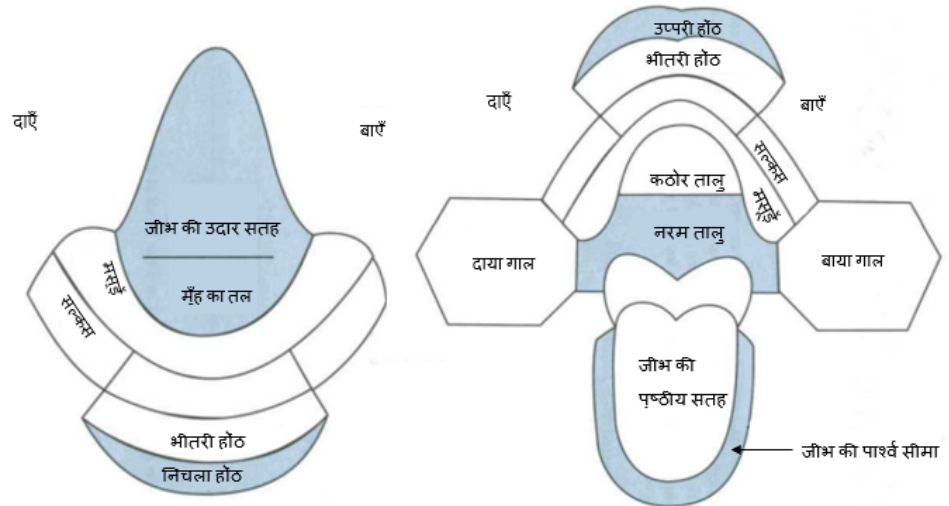 दाएँ
बाएँ
जीभ की उदार सतह
मुँह का तल
मसूड़ें
सल्कस
भीतरी होंठ
निचला होंठ
उप्परी होंठ
भीतरी होंठ
दाएँ
बाएँ
सल्कस
मसूड़ें
कठोर तालु
नरम तालु
दाया गाल
बाया गाल
जीभ की
पृष्ठीय सतह
जीभ की पार्श्व सीमा